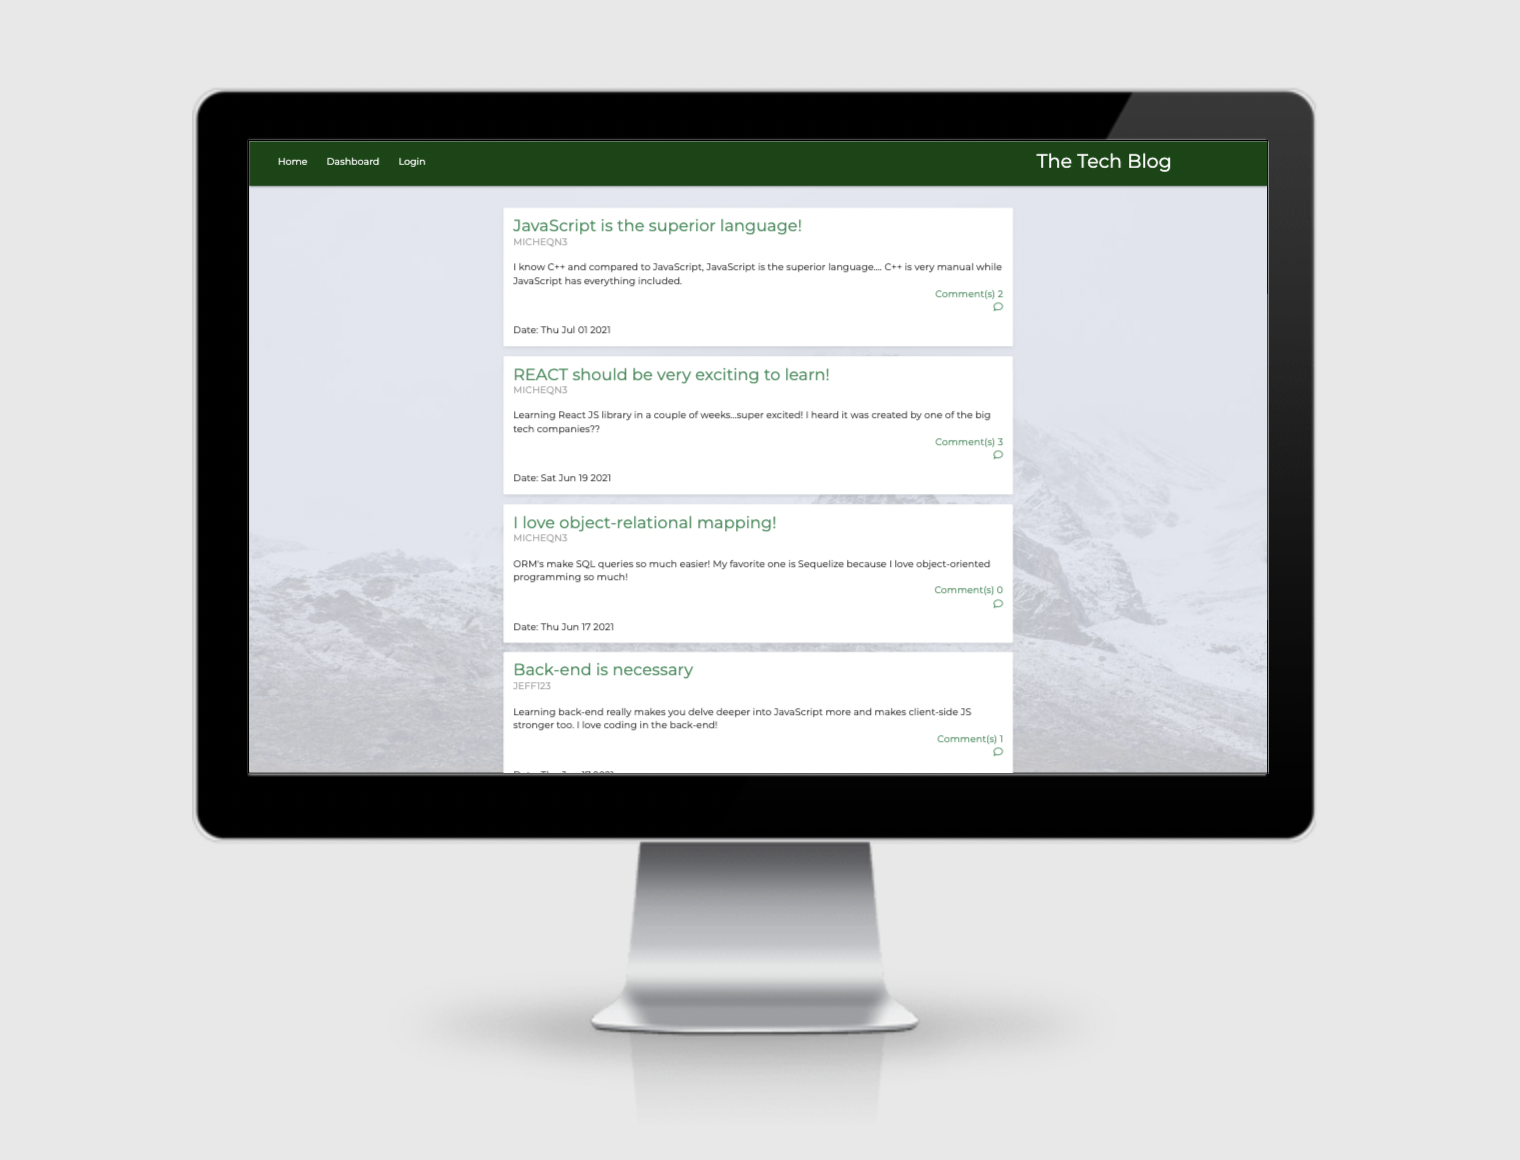 Home Dashboard Login The Tech Blog
JavaScript is the superior language!
MICHEQN3
I know C++ and compared to JavaScript, JavaScript is the superior language.... C++ is very manual while
JavaScript has everything included.
Comment(s) 2
Date: Thu Jul 01 2021
REACT should be very exciting to learn!
MICHEQN3
Learning React JS library in a couple of weeks...super excited! I heard it was created by one of the big
tech companies??
Comment(s) 3
Date: Sat Jun 19 2021
I love object-relational mapping!
MICHEQN3
ORM's make SQL queries so much easier! My favorite one is Sequelize because I love object-oriented
programming so much!
Comment(s) 0
Date: Thu Jun 17 2021
Back-end is necessary
JEFF123
Learning back-end really makes you delve deeper into JavaScript more and makes client-side JS
stronger too. I love coding in the back-end!
Comment(s) 1